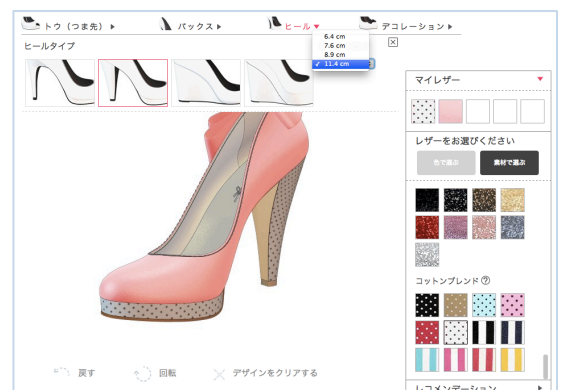 トウ（つま先） バックス ヒール デコレーション
6.4 cm
7.6 cm
8.9 cm
✓ 11.4 cm
ヒールタイプ
マイレザー
レザーをお選びください
色で選ぶ 素材で選ぶ
コットンブレンド ?
戻す 回転 デザインをクリアする
レコメンデーション